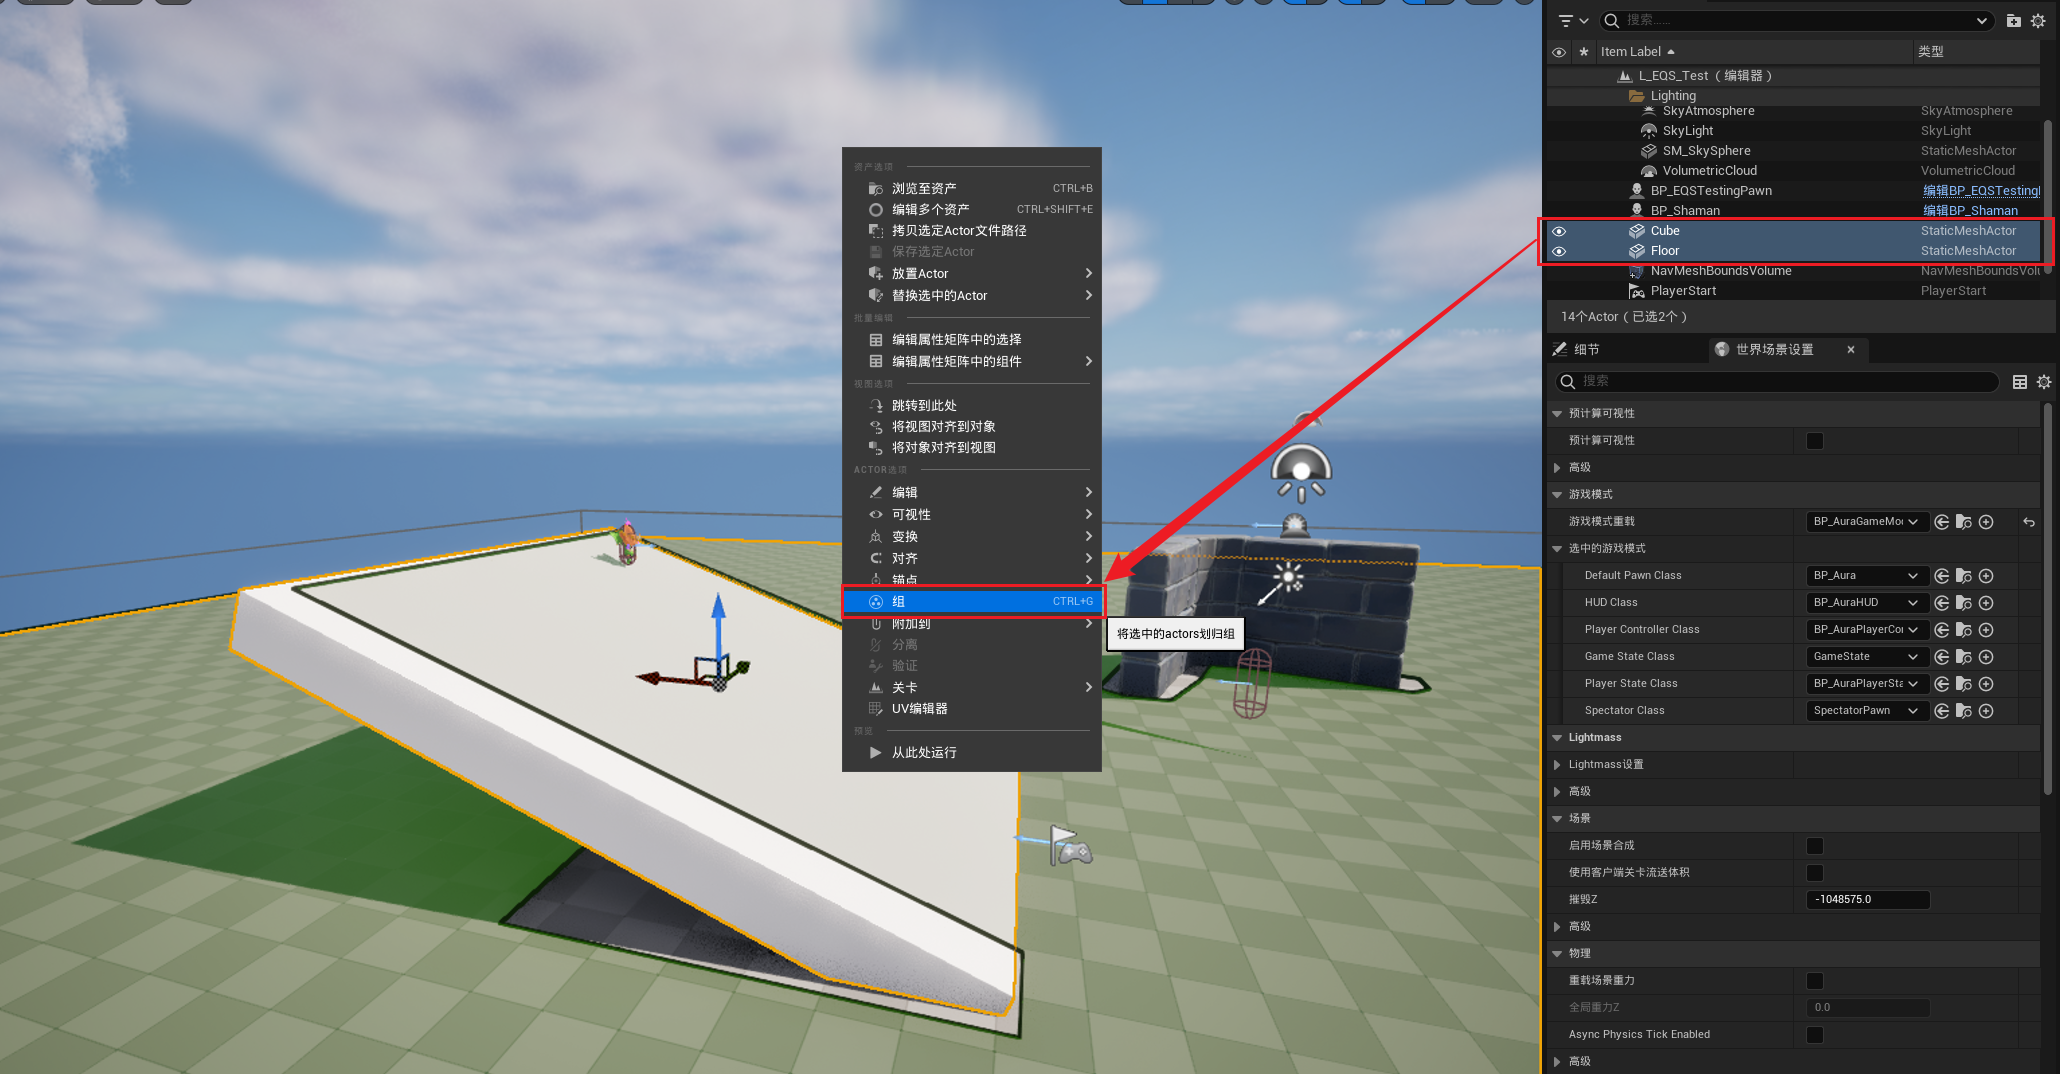 资产选项
浏览至资产 CTRL+B
编辑多个资产 CTRL+SHIFT+E
拷贝选定Actor文件路径
保存选定Actor
放置Actor
替换选中的Actor
批量编辑
编辑属性矩阵中的选择
编辑属性矩阵中的组件
视图选项
跳转到此处
将视图对齐到对象
将对象对齐到视图
ACTOR选项
编辑
可视性
变换
对齐
锚点
组 CTRL+G
附加到
分离
验证
关卡
UV编辑器
预览
从此处运行
将选中的actors划归组
搜索......
Item Label 类型
L_EQS_Test（编辑器）
Lighting
SkyAtmosphere SkyAtmosphere
SkyLight SkyLight
SM_SkySphere StaticMeshActor
VolumetricCloud VolumetricCloud
BP_EQSTestingPawn 编辑BP_EQSTestingl
BP_Shaman 编辑BP_Shaman
Cube StaticMeshActor
Floor StaticMeshActor
NavMeshBoundsVolume NavMeshBoundsVolu
PlayerStart PlayerStart
14个Actor（已选2个）
细节 世界场景设置
搜索
预计算可视性
预计算可视性
高级
游戏模式
游戏模式重载 BP_AuraGameMo
选中的游戏模式
Default Pawn Class BP_Aura
HUD Class BP_AuraHUD
Player Controller Class BP_AuraPlayerCo
Game State Class GameState
Player State Class BP_AuraPlayerSta
Spectator Class SpectatorPawn
Lightmass
Lightmass设置
高级
场景
启用场景合成
使用客户端关卡流送体积
摧毁Z -1048575.0
高级
物理
重载场景重力
全局重力Z 0.0
Async Physics Tick Enabled
高级